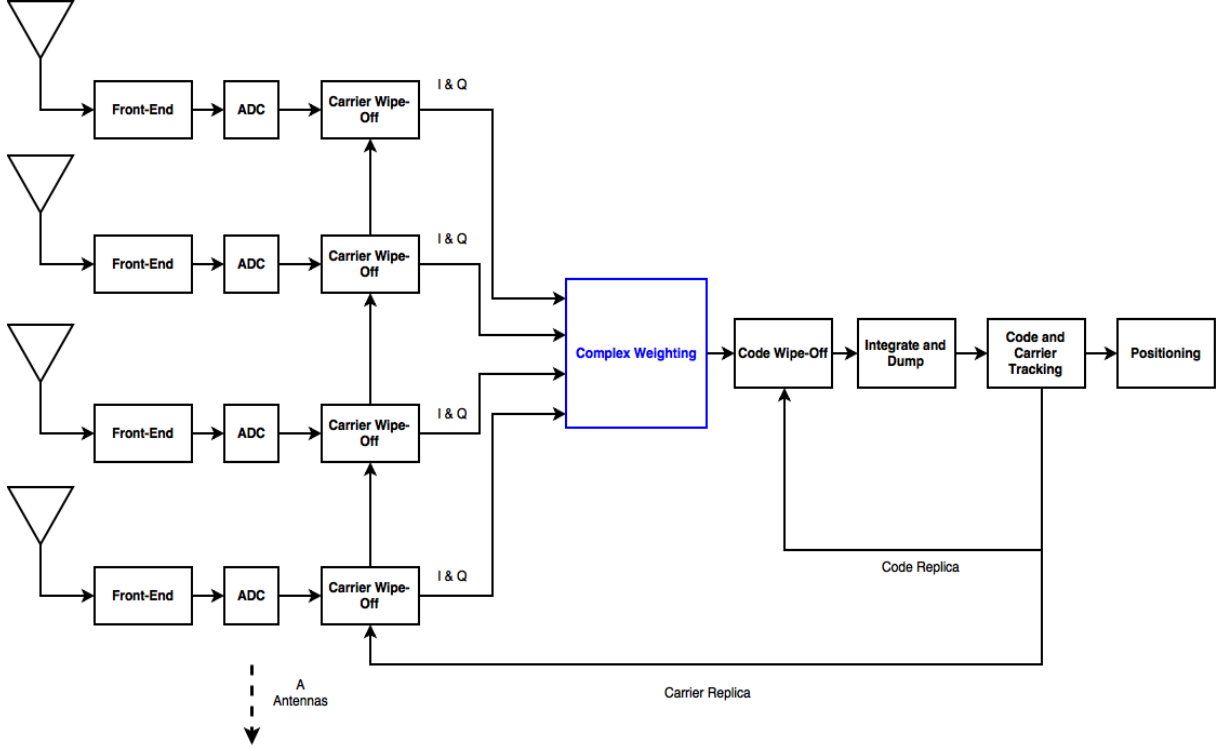 I & Q
Front-End
ADC
Carrier Wipe-
Off
I & Q
Front-End
ADC
Carrier Wipe-
Off
Complex Weighting
Code Wipe-Off
Integrate and
Dump
Code and
Carrier
Tracking
Positioning
I & Q
Front-End
ADC
Carrier Wipe-
Off
I & Q
Front-End
ADC
Carrier Wipe-
Off
Code Replica
A
Antennas
Carrier Replica